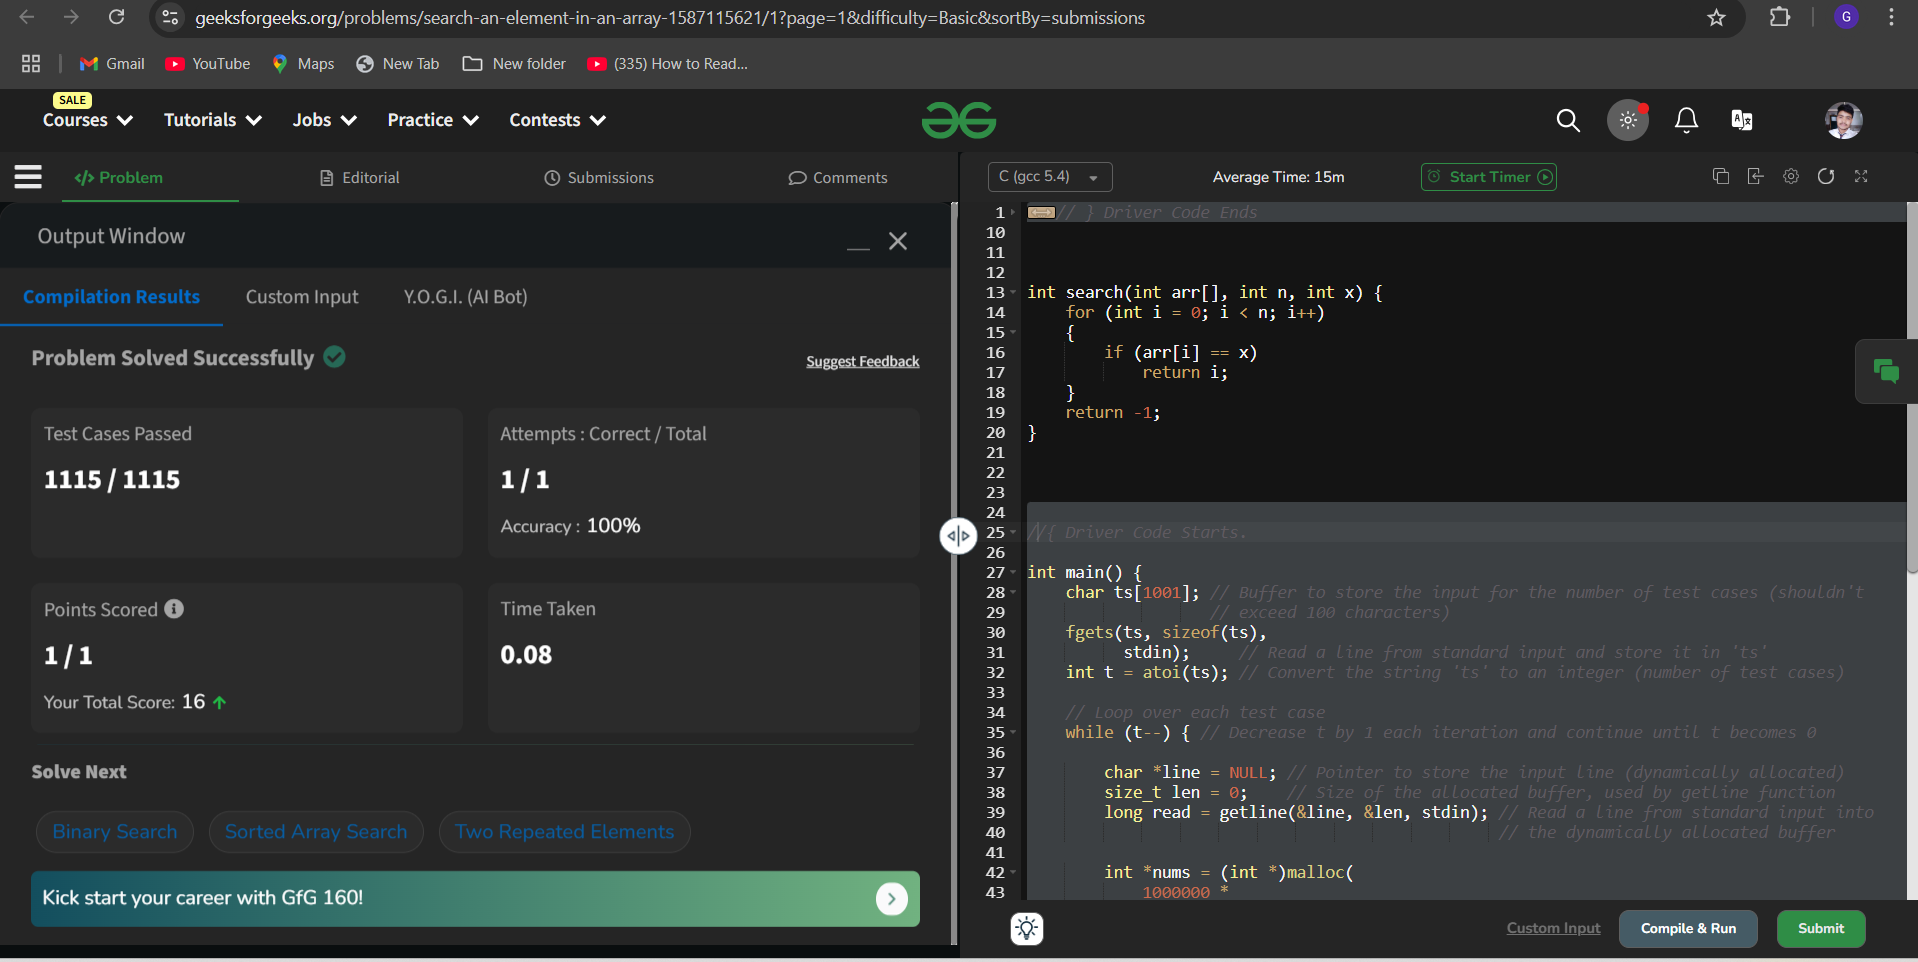 geeksforgeeks.org/problems/search-an-element-in-an-array-1587115621/1?page=1&difficulty=Basic&sortBy=submissions
G
Gmail
YouTube
Maps
New Tab
New folder
(335) How to Read...
SALE
Courses
Tutorials
Jobs
Practice
Contests
</> Problem
Editorial
Submissions
Comments
C (gcc 5.4)
Average Time: 15m
Start Timer
Output Window
Compilation Results
Custom Input
Y.O.G.I. (AI Bot)
Problem Solved Successfully
Suggest Feedback
Test Cases Passed
1115 / 1115
Attempts : Correct / Total
1 / 1
Accuracy : 100%
Points Scored
1 / 1
Your Total Score: 16
Time Taken
0.08
Solve Next
Binary Search
Sorted Array Search
Two Repeated Elements
Kick start your career with GfG 160!
1 // } Driver Code Ends
10
11
12
13 int search(int arr[], int n, int x) {
14 for (int i = 0; i < n; i++)
15 {
16 if (arr[i] == x)
17 return i;
18 }
19 return -1;
20 }
21
22
23
24
25 //{ Driver Code Starts.
26
27 int main() {
28 char ts[1001]; // Buffer to store the input for the number of test cases (shouldn't
29 // exceed 100 characters)
30 fgets(ts, sizeof(ts),
31 stdin); // Read a line from standard input and store it in 'ts'
32 int t = atoi(ts); // Convert the string 'ts' to an integer (number of test cases)
33
34 // Loop over each test case
35 while (t--) { // Decrease t by 1 each iteration and continue until t becomes 0
36
37 char *line = NULL; // Pointer to store the input line (dynamically allocated)
38 size_t len = 0; // Size of the allocated buffer, used by getline function
39 long read = getline(&line, &len, stdin); // Read a line from standard input into
40 // the dynamically allocated buffer
41
42 int *nums = (int *)malloc(
43 1000000 *
Custom Input
Compile & Run
Submit